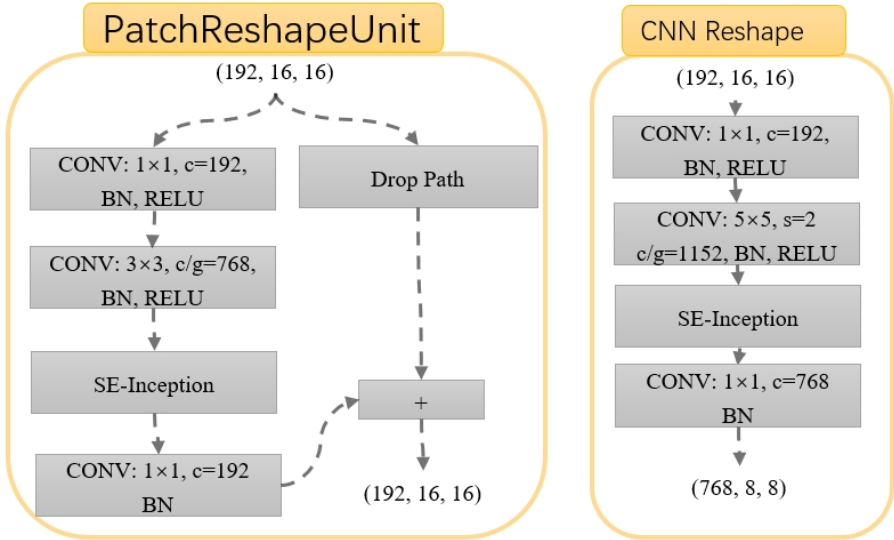 PatchReshapeUnit
(192, 16, 16)
CONV: 1×1, c=192,
BN, RELU
Drop Path
CONV: 3×3, c/g=768,
BN, RELU
SE-Inception
+
CONV: 1×1, c=192
BN
(192, 16, 16)
CNN Reshape
(192, 16, 16)
CONV: 1×1, c=192,
BN, RELU
CONV: 5×5, s=2
c/g=1152, BN, RELU
SE-Inception
CONV: 1×1, c=768
BN
(768, 8, 8)